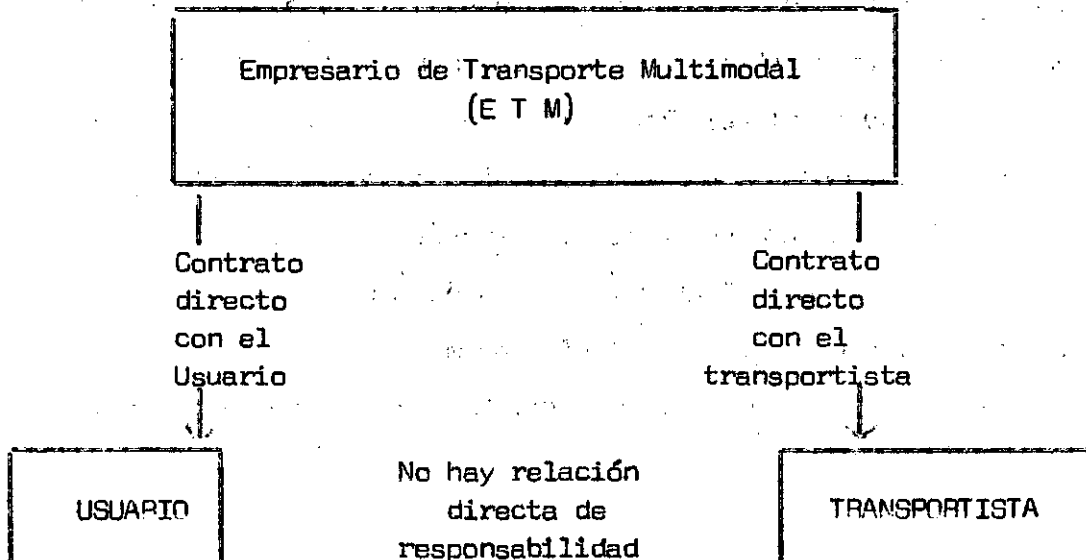 Empresario de Transporte Multimodal
(E T M)
Contrato
directo
con el
Usuario
Contrato
directo
con el
transportista
USUARIO
No hay relación
directa de
responsabilidad
TRANSPORTISTA